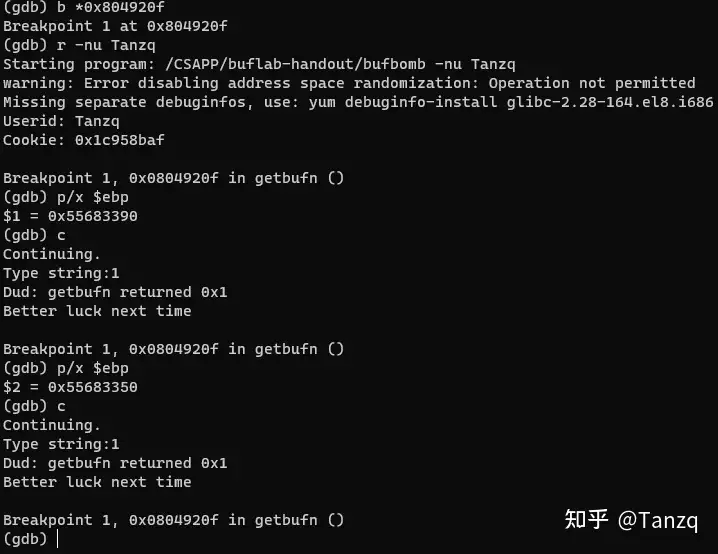 (gdb) b *0x804920f
Breakpoint 1 at 0x804920f
(gdb) r -nu Tanzq
Starting program: /CSAPP/buflab-handout/bufbomb -nu Tanzq
warning: Error disabling address space randomization: Operation not permitted
Missing separate debuginfos, use: yum debuginfo-install glibc-2.28-164.el8.i686
Userid: Tanzq
Cookie: 0x1c958baf
Breakpoint 1, 0x0804920f in getbufn ()
(gdb) p/x $ebp
$1 = 0x55683390
(gdb) c
Continuing.
Type string:1
Dud: getbufn returned 0x1
Better luck next time
Breakpoint 1, 0x0804920f in getbufn ()
(gdb) p/x $ebp
$2 = 0x55683350
(gdb) c
Continuing.
Type string:1
Dud: getbufn returned 0x1
Better luck next time
Breakpoint 1, 0x0804920f in getbufn ()
(gdb)
知乎 @Tanzq